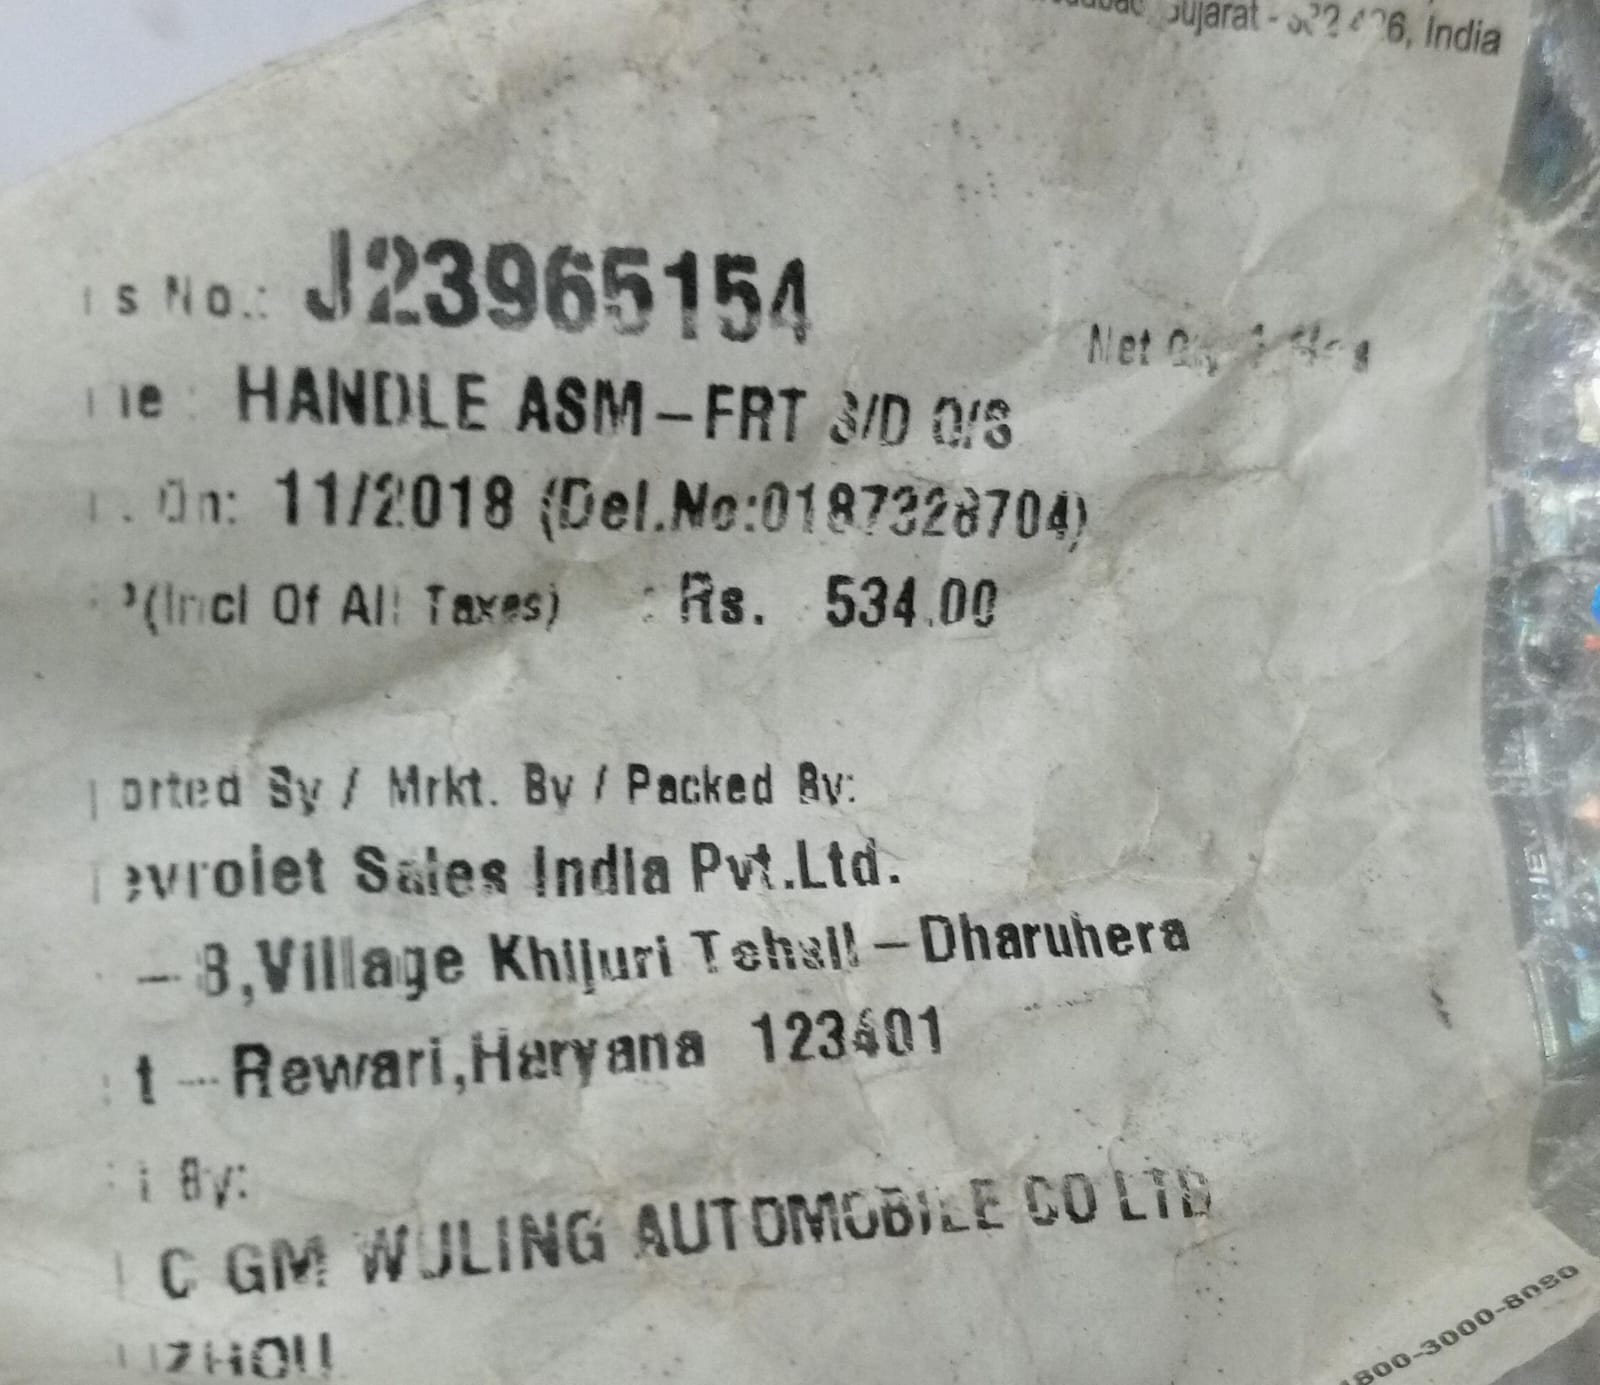 Gujarat - India
s No.: J23965154
Net
HANDLE ASM-FRT S/D O/S
On: 11/2018 (Del.No:0187328704)
(Incl Of All Taxes) : Rs. 534.00
orted By / Mrkt. By / Packed By:
evrolet Sales India Pvt.Ltd.
-8,Village Khijuri Tehsil-Dharuhera
t - Rewari,Haryana 123401
By:
C GM WULING AUTOMOBILE CO LTD
UZHOU
1800-3000-8080